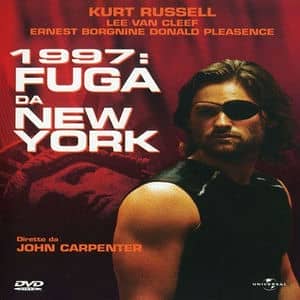 KURT RUSSELL
LEE VAN CLEEF
ERNEST BORGNINE DONALD PLEASENCE
1997:
FUGA
DA
NEW
YORK
Diretto da
JOHN CARPENTER
DVD
VIDEO
UNIVERSAL